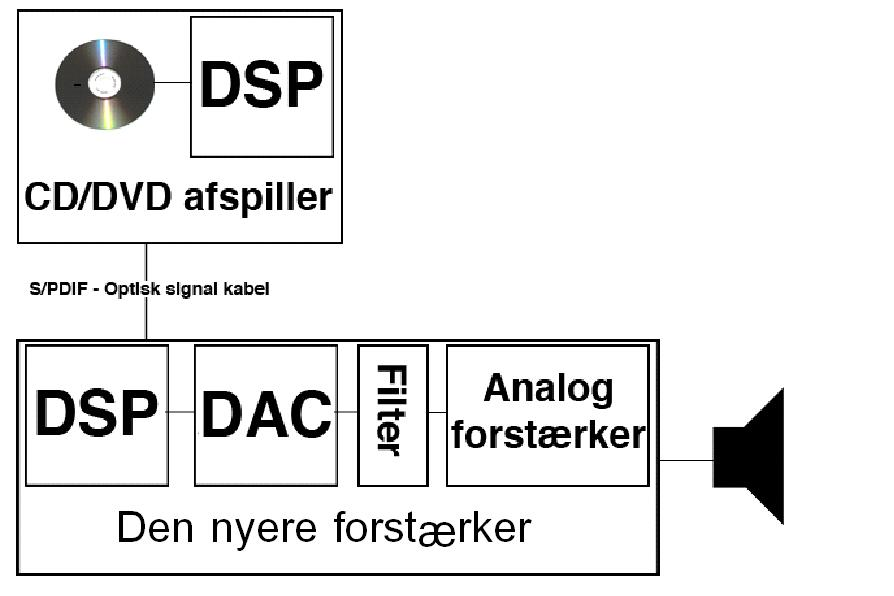 DSP
CD/DVD afspiller
S/PDIF - Optisk signal kabel
DSP
DAC
Filter
Analog
forstærker
Den nyere forstærker